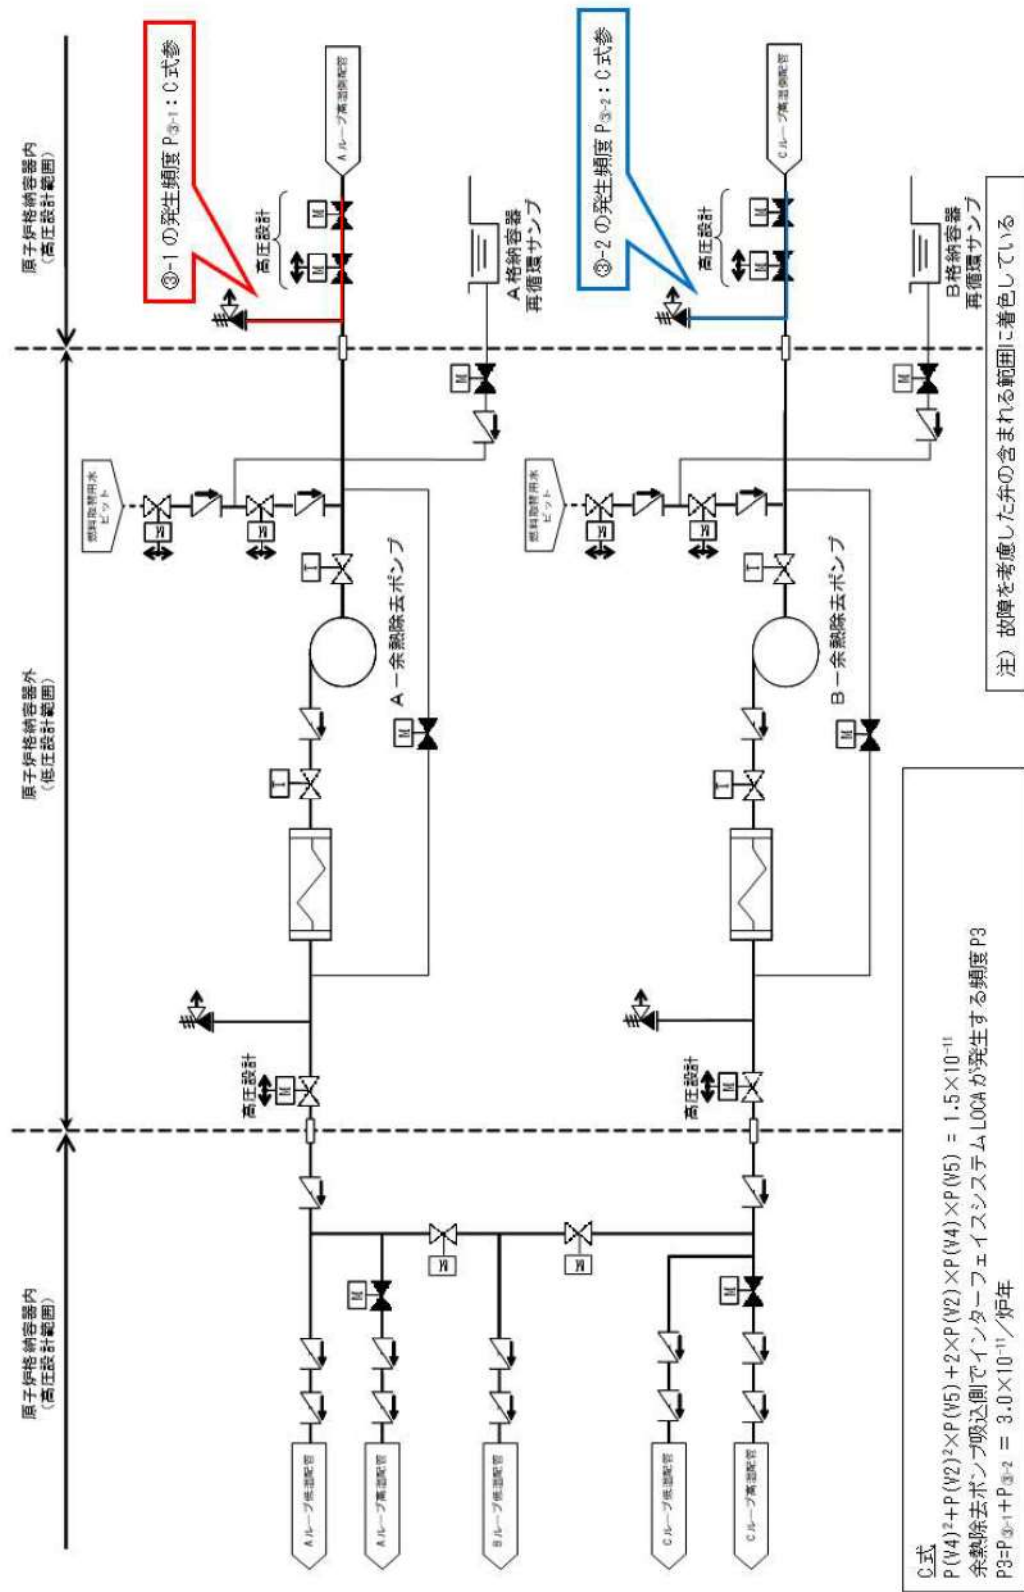 原子炉格納容器内
(高圧設計範囲)
原子炉格納容器外
(低圧設計範囲)
原子炉格納容器内
(高圧設計範囲)
③-1の発生頻度P③-1：C式参
高圧設計
M
M
Aループ高温側配管
A格納容器
再循環サンプ
M
燃料取替用水
ピット
M
M
I
A－余熱除去ポンプ
M
I
高圧設計
M
Aループ低温配管
Aループ高温配管
M
M
Bループ低温配管
M
Cループ低温配管
Cループ高温配管
M
③-2の発生頻度P③-2：C式参
高圧設計
M
M
Cループ高温側配管
B格納容器
再循環サンプ
M
燃料取替用水
ピット
M
M
I
B－余熱除去ポンプ
M
I
高圧設計
M
注）故障を考慮した弁の含まれる範囲に着色している
C式
P(V4)²+P(V2)²×P(V5)+2×P(V2)×P(V4)×P(V5) = 1.5×10⁻¹¹
余熱除去ポンプ吸込側でインターフェイスシステムLOCAが発生する頻度P3
P3=P③-1+P③-2 = 3.0×10⁻¹¹／炉年